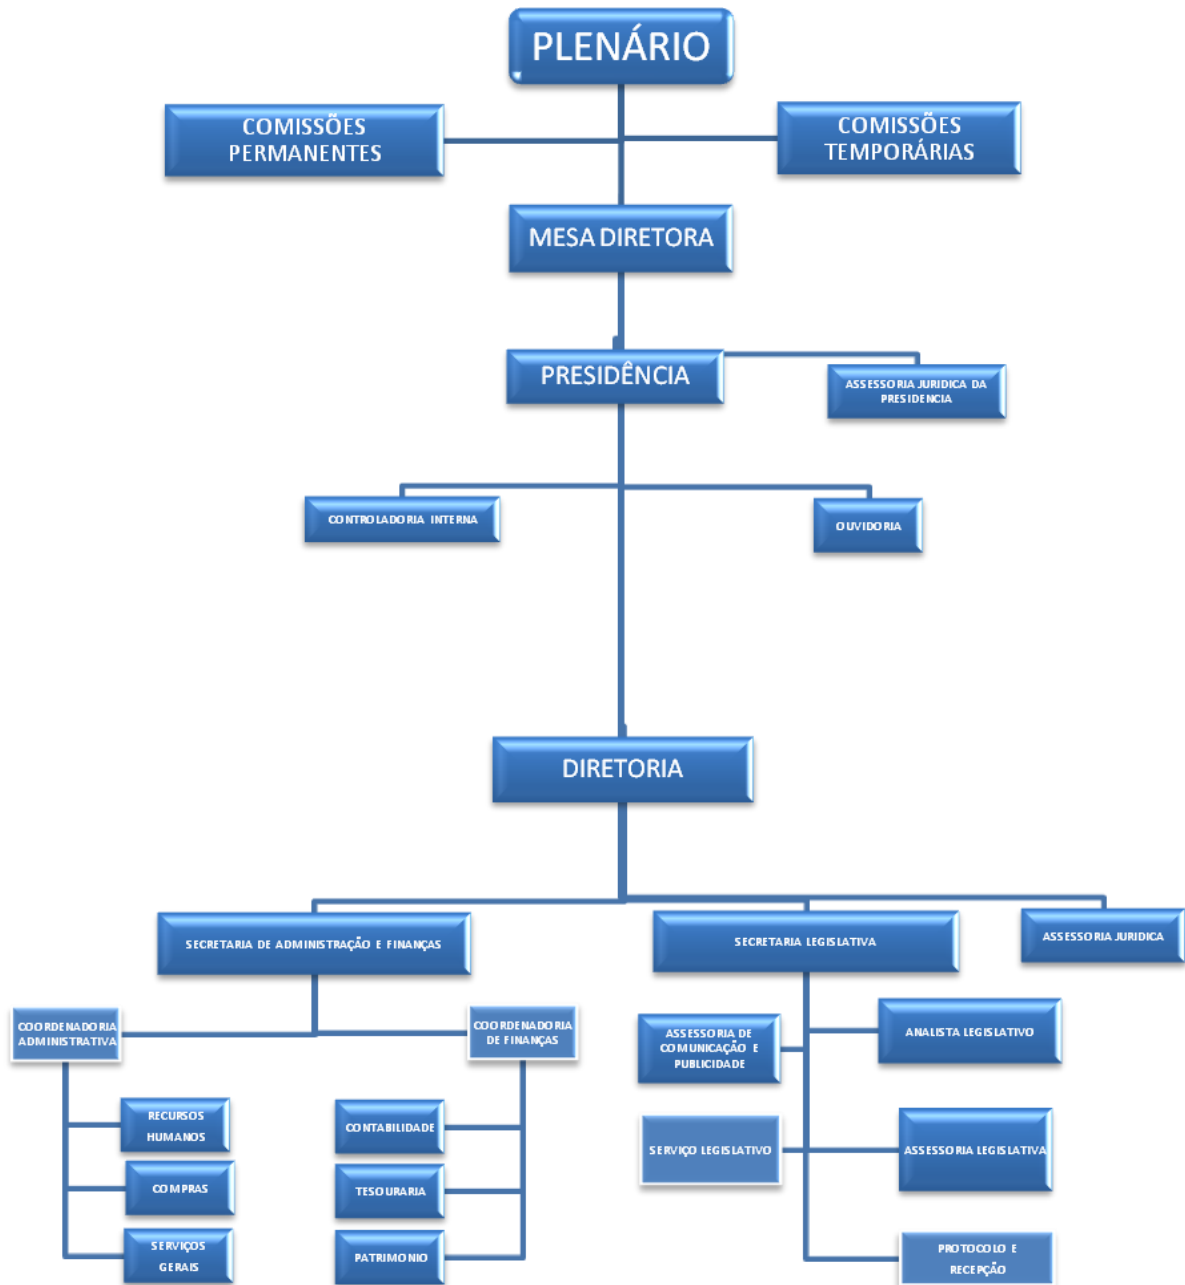 PLENÁRIO
COMISSÕES
PERMANENTES
COMISSÕES
TEMPORÁRIAS
MESA DIRETORA
PRESIDÊNCIA
ASSESSORIA JURIDICA DA
PRESIDENCIA
CONTROLADORIA INTERNA
OUVIDORIA
DIRETORIA
SECRETARIA DE ADMINISTRAÇÃO E FINANÇAS
SECRETARIA LEGISLATIVA
ASSESSORIA JURIDICA
COORDENADORIA
ADMINISTRATIVA
COORDENADORIA
DE FINANÇAS
ASSESSORIA DE
COMUNICAÇÃO E
PUBLICIDADE
ANALISTA LEGISLATIVO
RECURSOS
HUMANOS
CONTABILIDADE
SERVIÇO LEGISLATIVO
ASSESSORIA LEGISLATIVA
COMPRAS
TESOURARIA
SERVIÇOS
GERAIS
PATRIMONIO
PROTOCOLO E
RECEPÇÃO